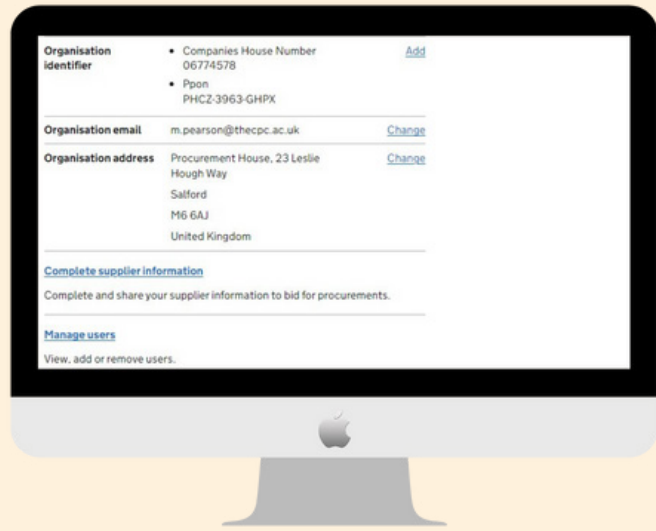 Organisation identifier
• Companies House Number 06774578
Add
• Ppon
PHCZ-3963-GHPX
Organisation email
m.pearson@thecpc.ac.uk
Change
Organisation address
Procurement House, 23 Leslie Hough Way
Change
Salford
M6 6AJ
United Kingdom
Complete supplier information
Complete and share your supplier information to bid for procurements.
Manage users
View, add or remove users.